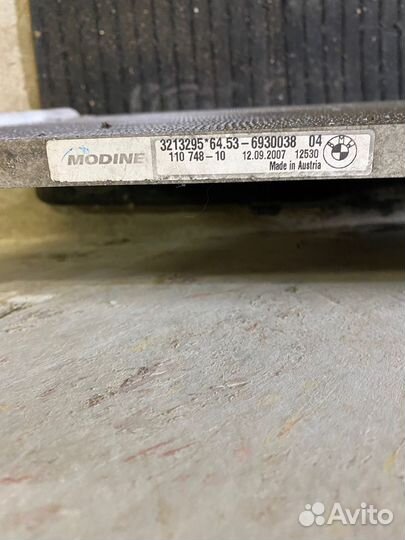 MODINE
3213295*64.53-6930038 04
110 748-10 12.09.2007 12530
Made in Austria
BMW
Avito